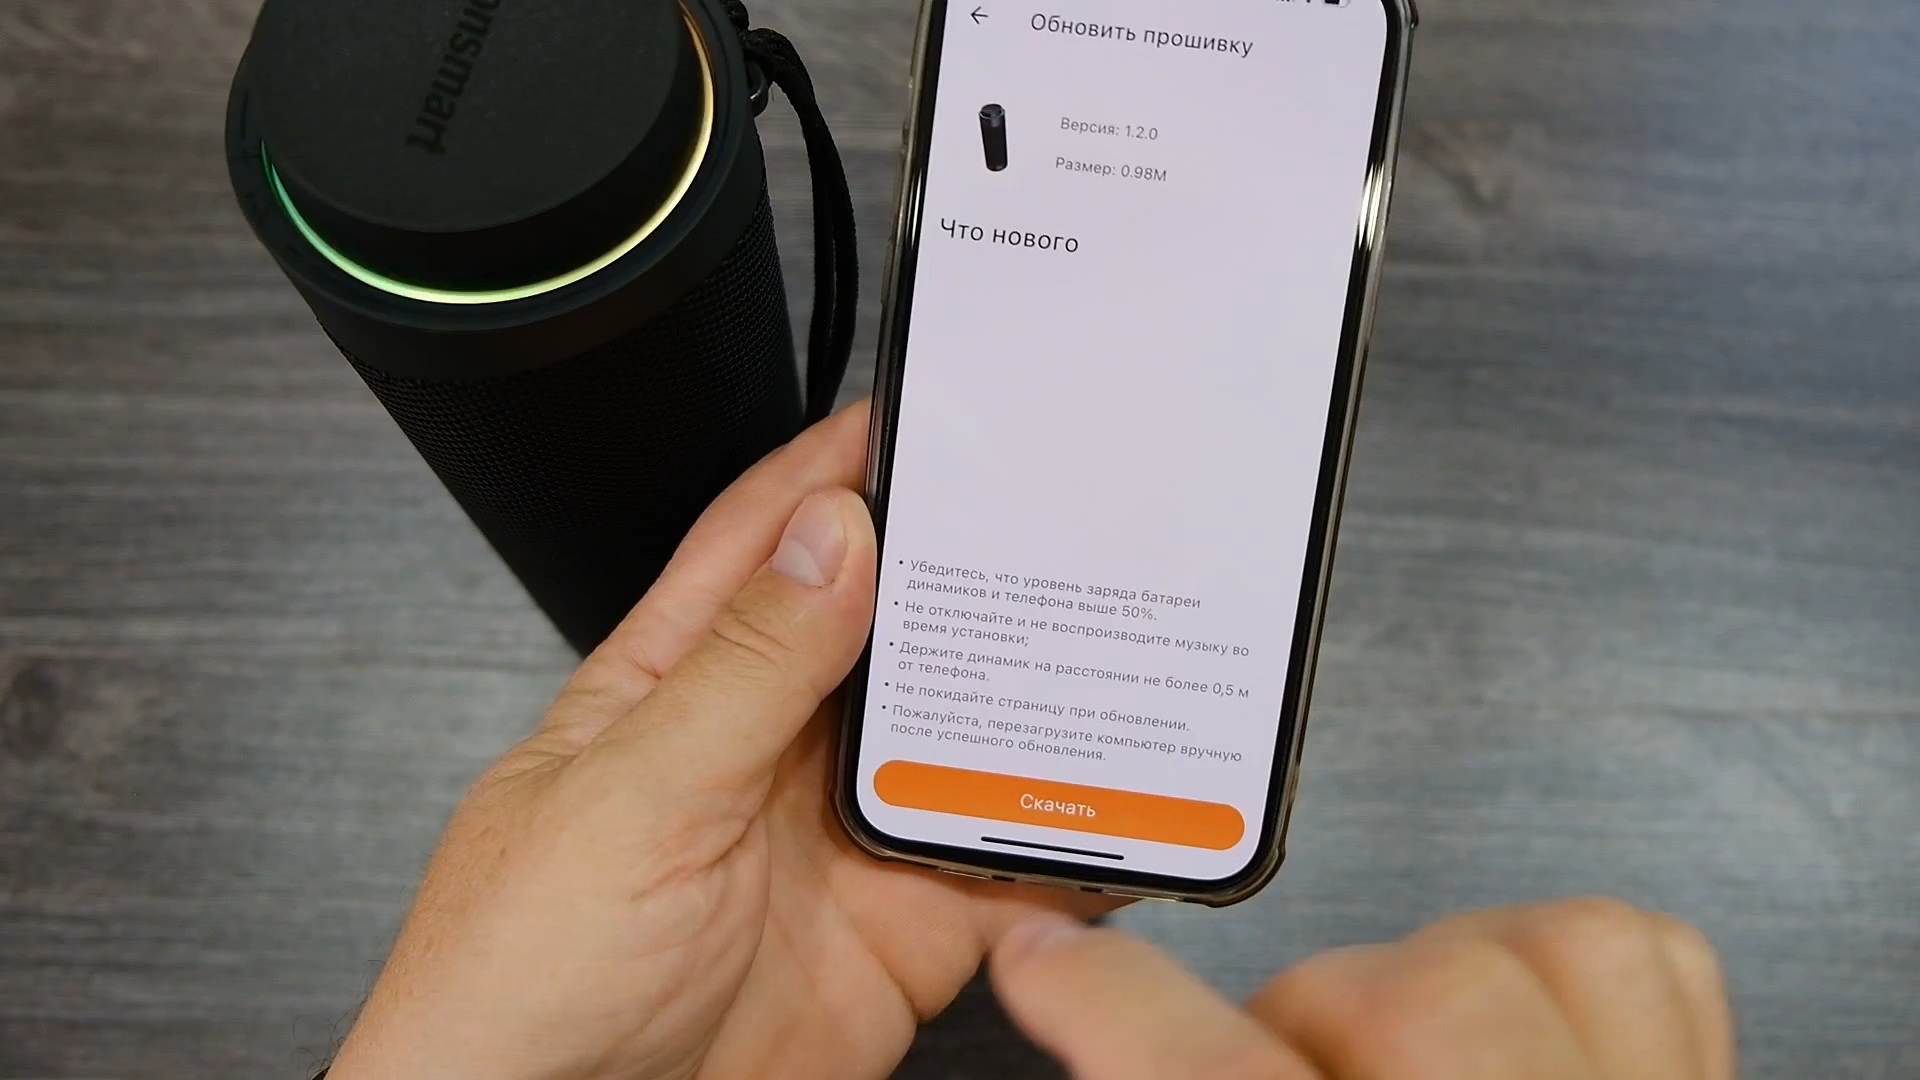 onsmart
Обновить прошивку
Версия: 1.2.0
Размер: 0.98M
Что нового
• Убедитесь, что уровень заряда батареи
динамиков и телефона выше 50%.
• Не отключайте и не воспроизводите музыку во
время установки;
• Держите динамик на расстоянии не более 0,5 м
от телефона.
• Не покидайте страницу при обновлении.
• Пожалуйста, перезагрузите компьютер вручную
после успешного обновления.
Скачать